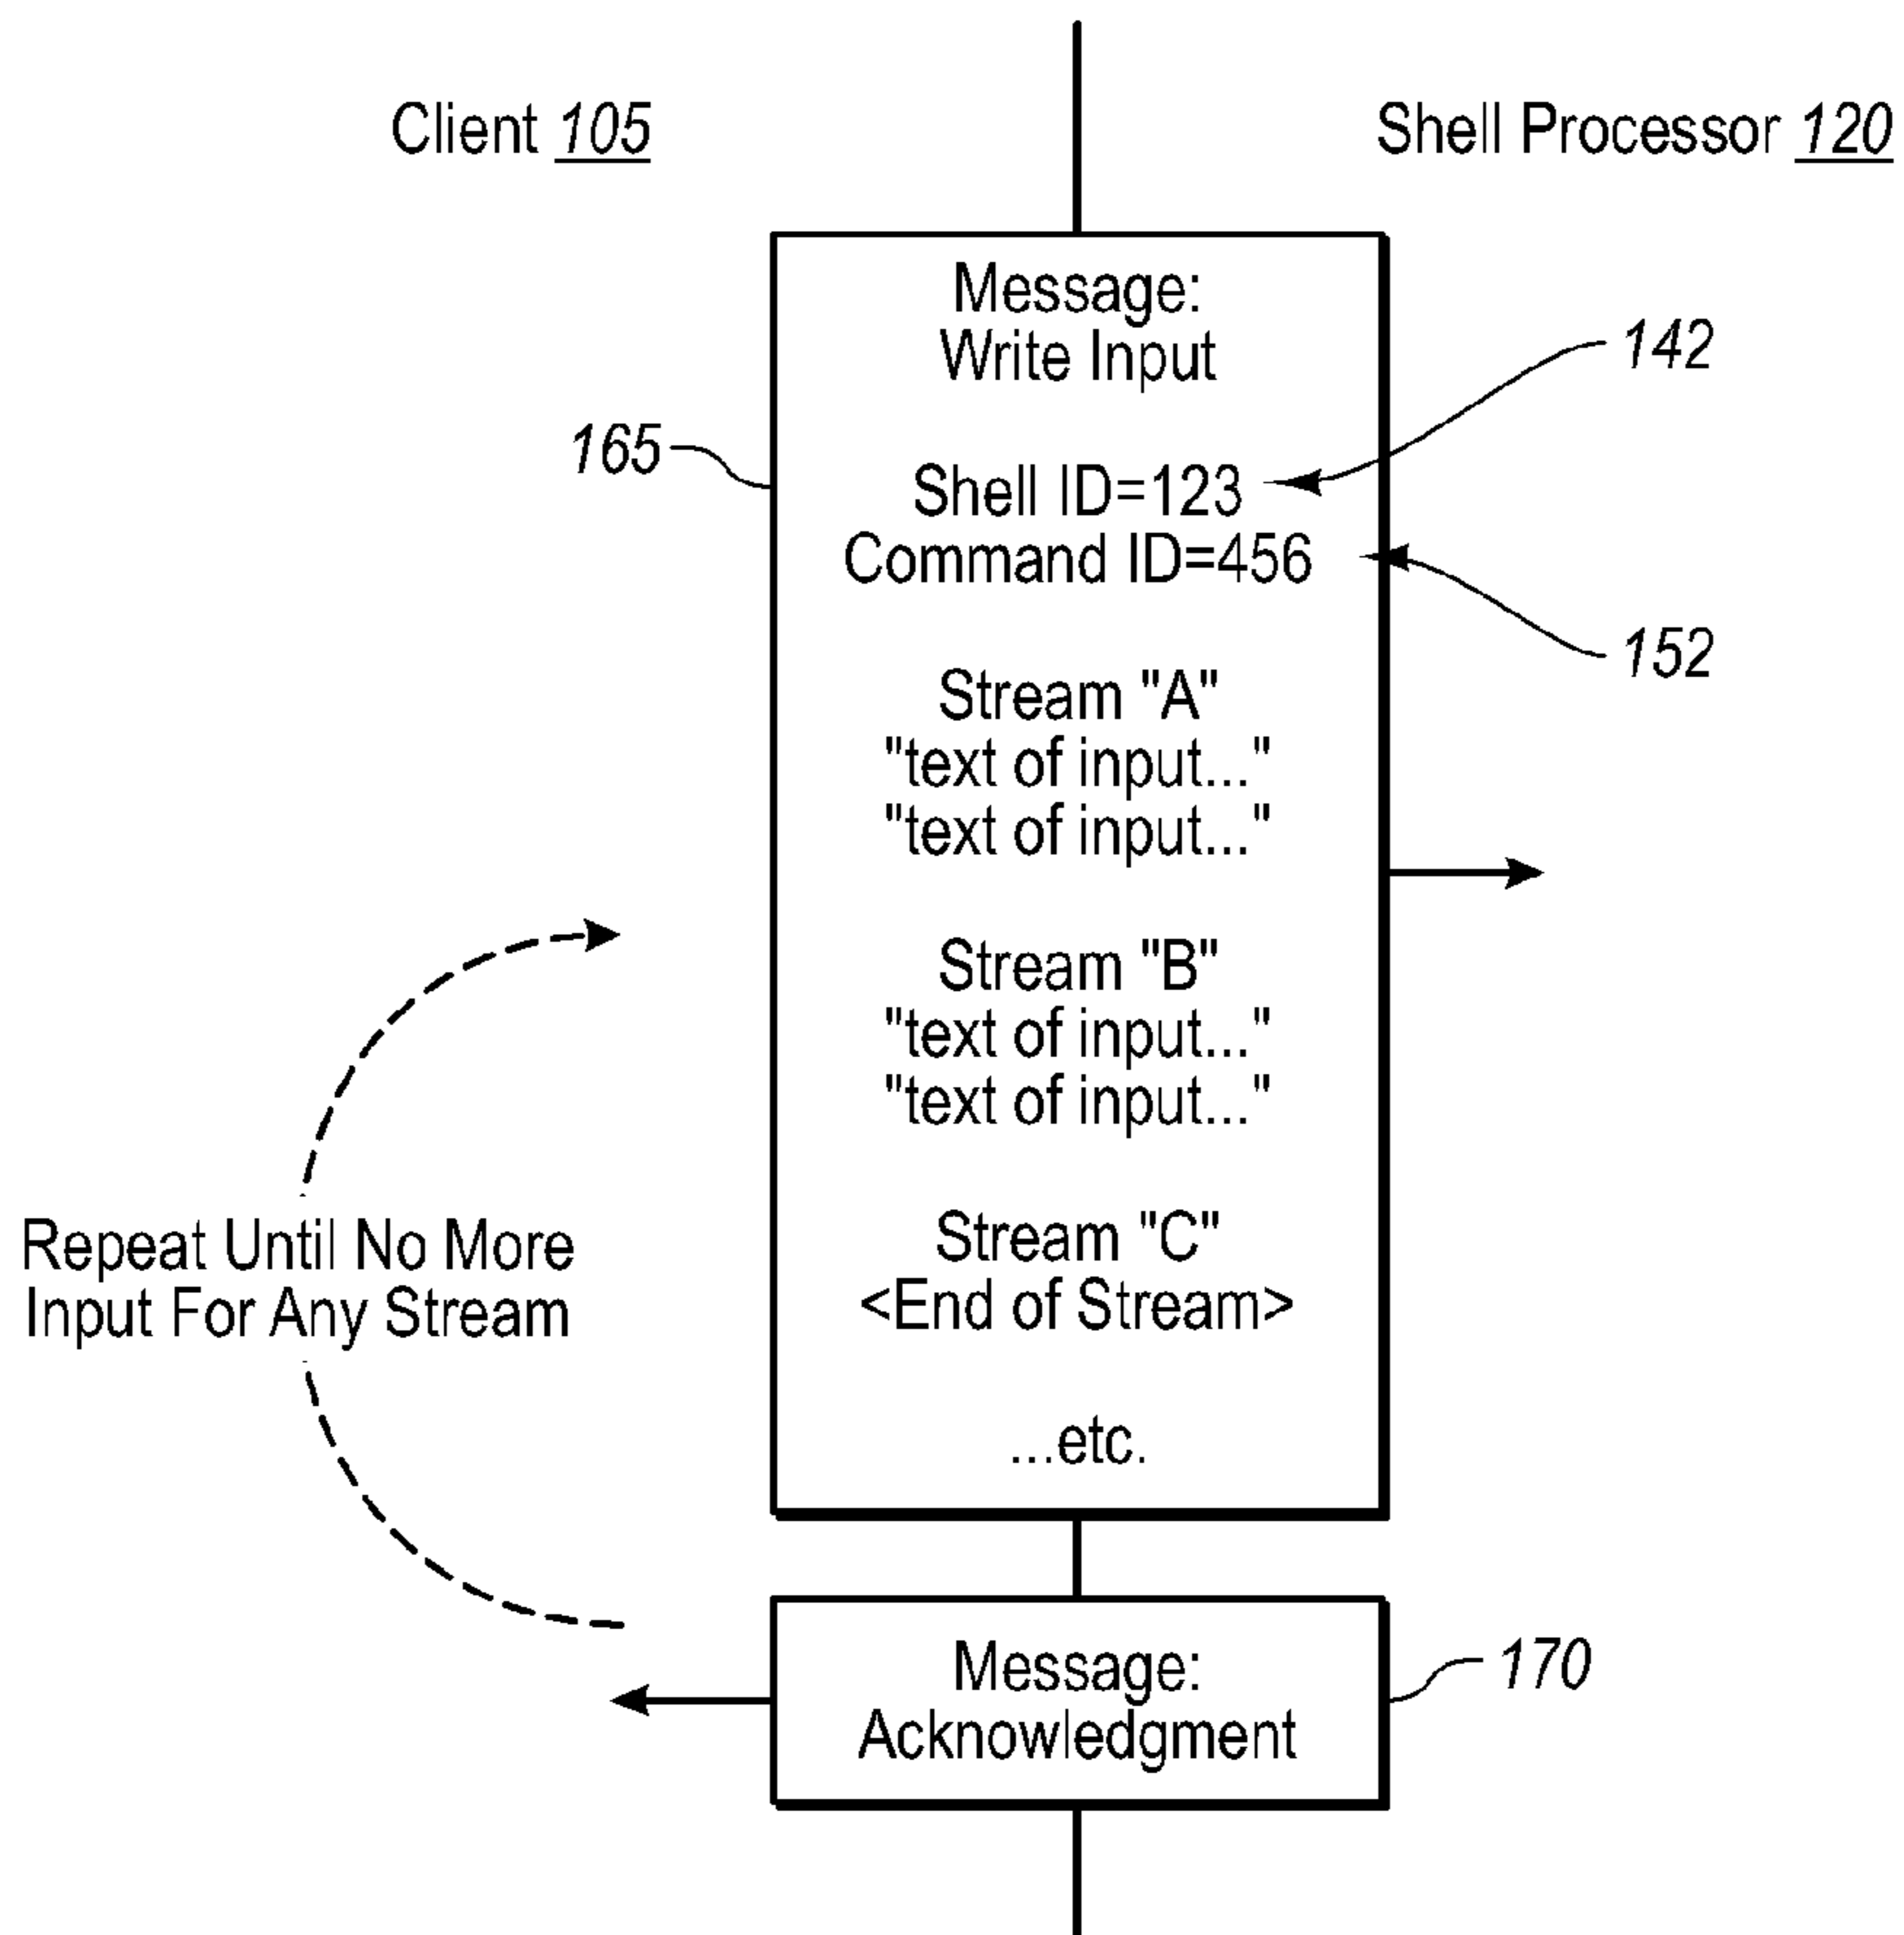 Client 105
Shell Processor 120
Message:
Write Input
142
165
Shell ID=123
Command ID=456
152
Stream "A"
"text of input..."
"text of input..."
Stream "B"
"text of input..."
"text of input..."
Repeat Until No More
Input For Any Stream
Stream "C"
<End of Stream>
...etc.
Message:
Acknowledgment
170